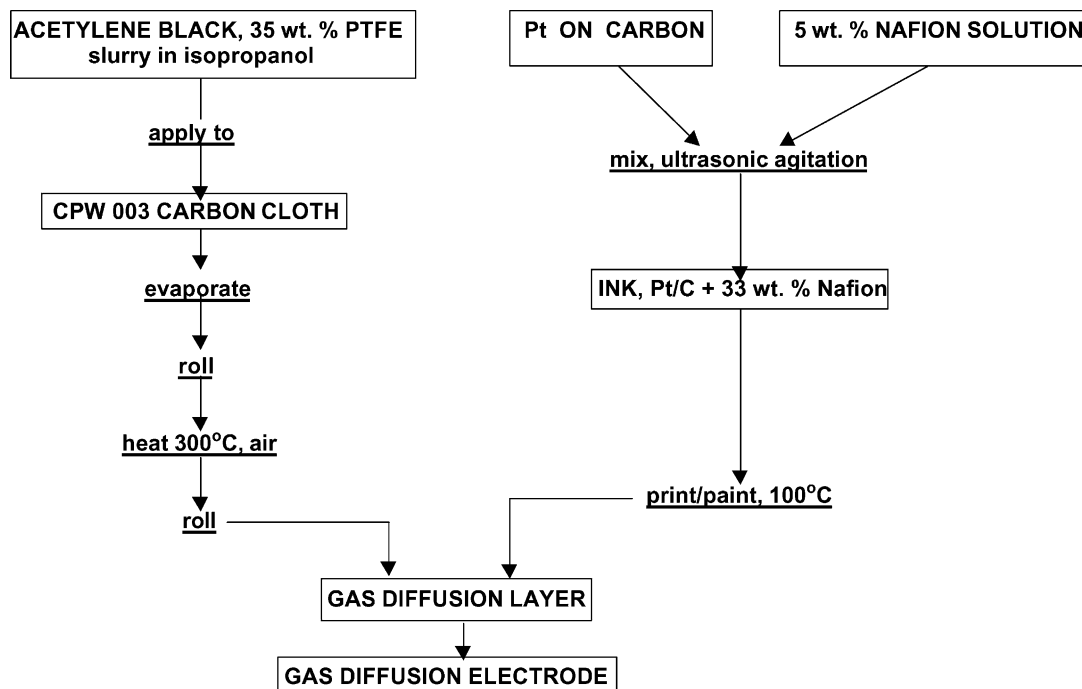 ACETYLENE BLACK, 35 wt. % PTFE
slurry in isopropanol
apply to
CPW 003 CARBON CLOTH
evaporate
roll
heat 300°C, air
roll
Pt ON CARBON
5 wt. % NAFION SOLUTION
mix, ultrasonic agitation
INK, Pt/C + 33 wt. % Nafion
print/paint, 100°C
GAS DIFFUSION LAYER
GAS DIFFUSION ELECTRODE